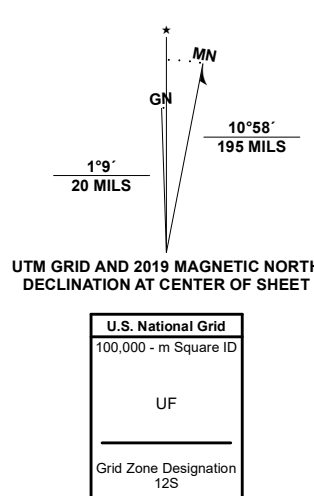 MN
GN
10°58´
195 MILS
1°9´
20 MILS
UTM GRID AND 2019 MAGNETIC NORTH
DECLINATION AT CENTER OF SHEET
U.S. National Grid
100,000 - m Square ID
UF
Grid Zone Designation
12S